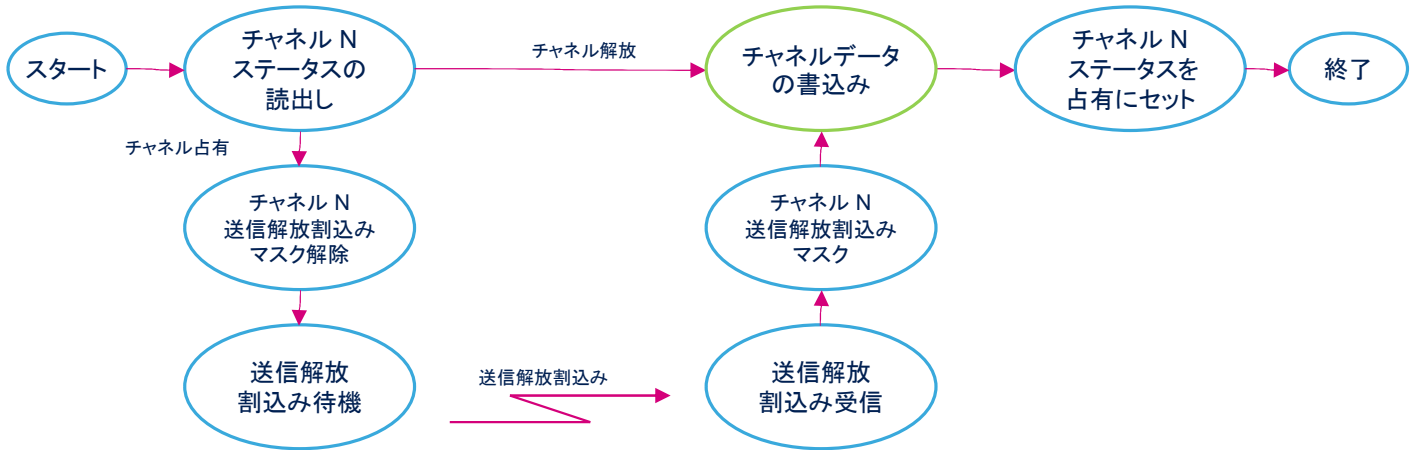 スタート
チャネル N
ステータスの
読出し
チャネル解放
チャネルデータ
の書込み
チャネル N
ステータスを
占有にセット
終了
チャネル占有
チャネル N
送信解放割込み
マスク解除
チャネル N
送信解放割込み
マスク
送信解放
割込み待機
送信解放割込み
送信解放
割込み受信